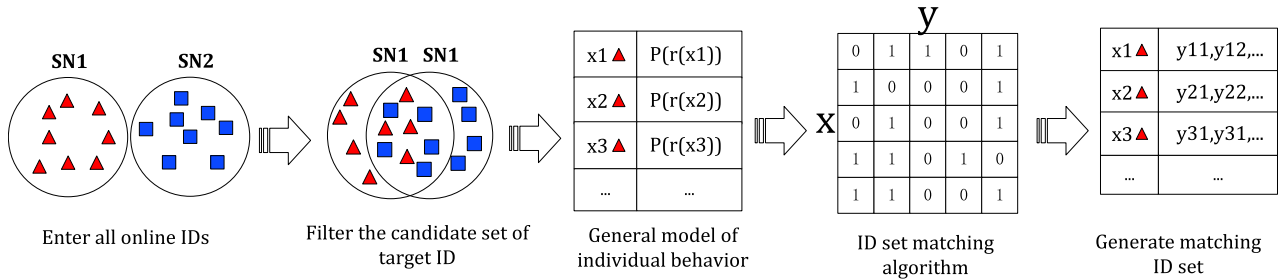 SN1
SN2
Enter all online IDs
SN1 SN1
Filter the candidate set of
target ID
x1 P(r(x1))
x2 P(r(x2))
x3 P(r(x3))
... ...
General model of
individual behavior
y
x
0 1 1 0 1
1 0 0 0 1
0 1 0 0 1
1 1 0 1 0
1 1 0 0 1
ID set matching
algorithm
x1 y11,y12,...
x2 y21,y22,...
x3 y31,y31,...
... ...
Generate matching
ID set